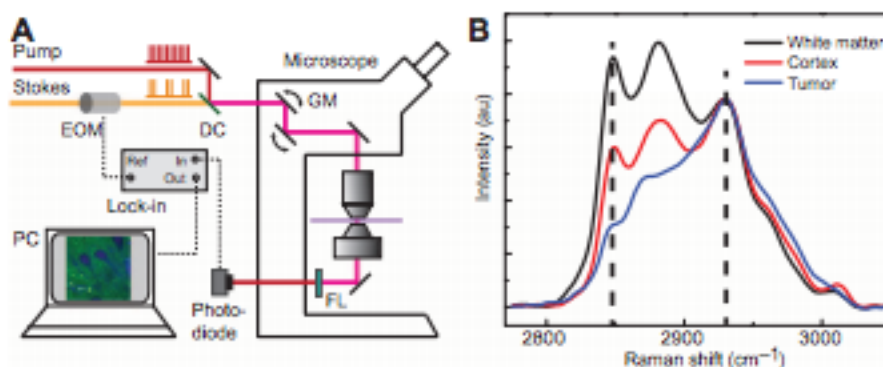 A
Pump
Stokes
EOM
DC
GM
Microscope
Ref
In
Out
Lock-in
PC
Photo-
diode
FL
B
White matter
Cortex
Tumor
Intensity (au)
2800
2900
3000
Raman shift (cm⁻¹)